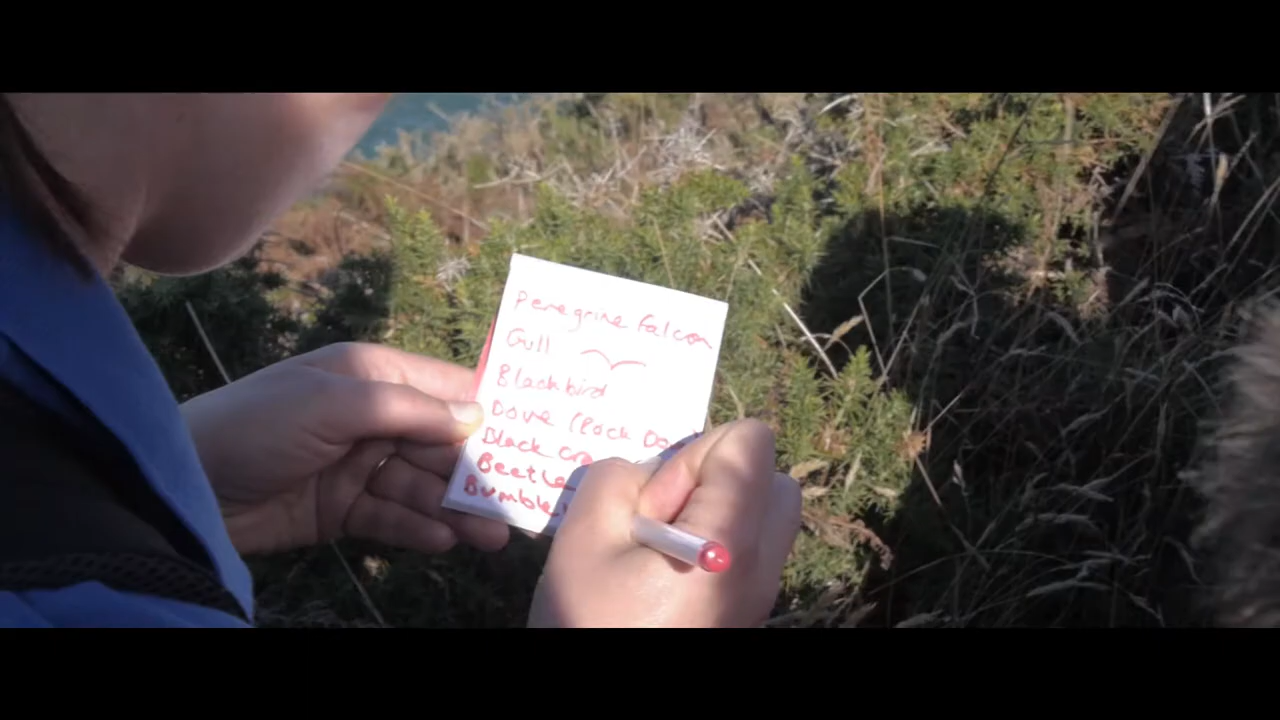 Peregrine falcon
Gull
Blackbird
Dove (Rock
Black
Beetle
Bumble